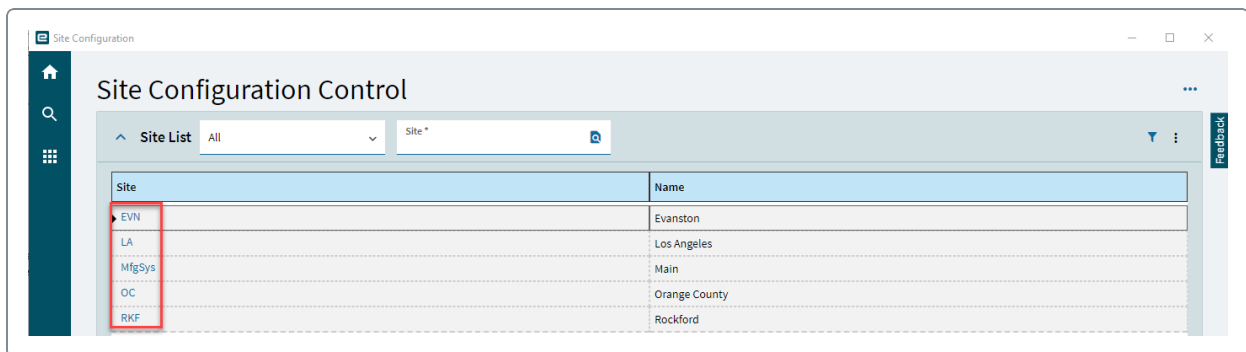 Site Configuration
Site Configuration Control
Site List All Site *
Feedback
Site Name
EVN Evanston
LA Los Angeles
MfgSys Main
OC Orange County
RKF Rockford